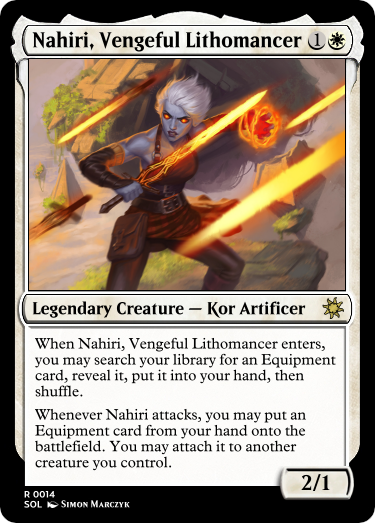 Nahiri, Vengeful Lithomancer 1
Legendary Creature — Kor Artificer
When Nahiri, Vengeful Lithomancer enters,
you may search your library for an Equipment
card, reveal it, put it into your hand, then
shuffle.
Whenever Nahiri attacks, you may put an
Equipment card from your hand onto the
battlefield. You may attach it to another
creature you control.
2/1
R 0014
SOL Simon Marczyk